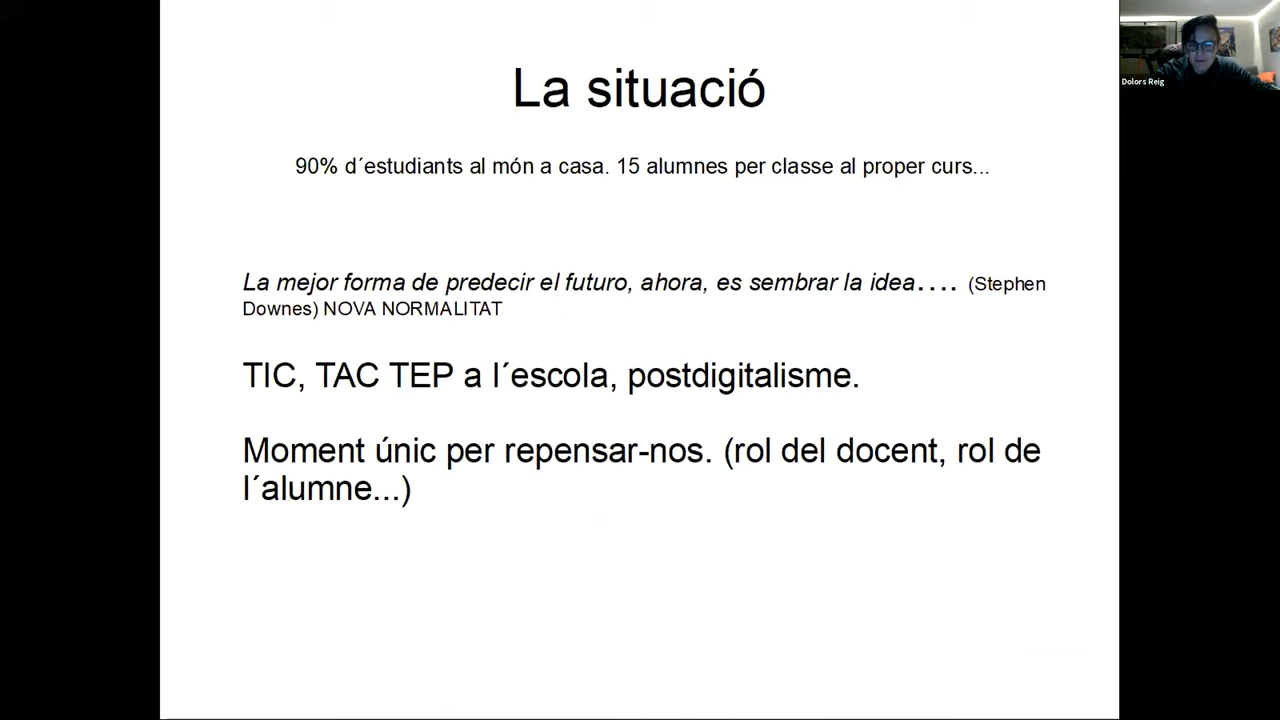 La situació
90% d´estudiants al món a casa. 15 alumnes per classe al proper curs...
La mejor forma de predecir el futuro, ahora, es sembrar la idea.... (Stephen
Downes) NOVA NORMALITAT
TIC, TAC TEP a l´escola, postdigitalisme.
Moment únic per repensar-nos. (rol del docent, rol de
l´alumne...)
Dolors Reig